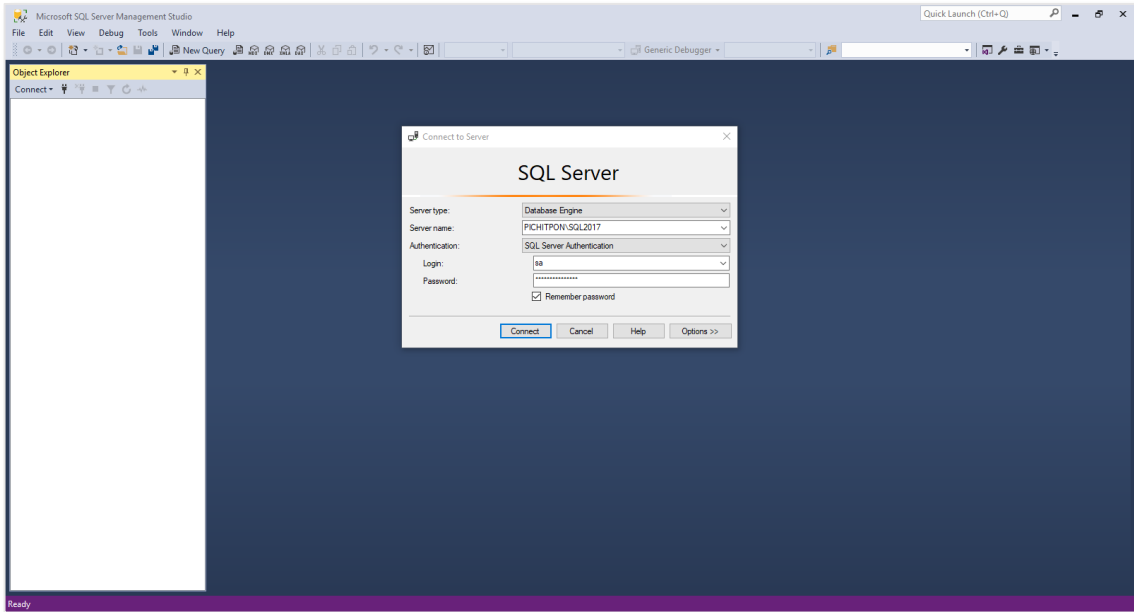 Microsoft SQL Server Management Studio
Quick Launch (Ctrl+Q)
File Edit View Debug Tools Window Help
New Query
Generic Debugger
Object Explorer
Connect
Connect to Server
SQL Server
Server type: Database Engine
Server name: PICHITPON\SQL2017
Authentication: SQL Server Authentication
Login: sa
Password: ***************
Remember password
Connect Cancel Help Options >>
Ready